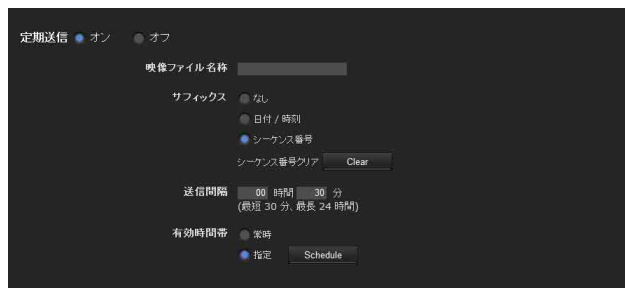 定期送信 オン オフ
映像ファイル名称
サフィックス なし
日付 / 時刻
シーケンス番号
シーケンス番号クリア Clear
送信間隔 00 時間 30 分
(最短 30 分、最長 24 時間)
有効時間帯 常時
指定 Schedule